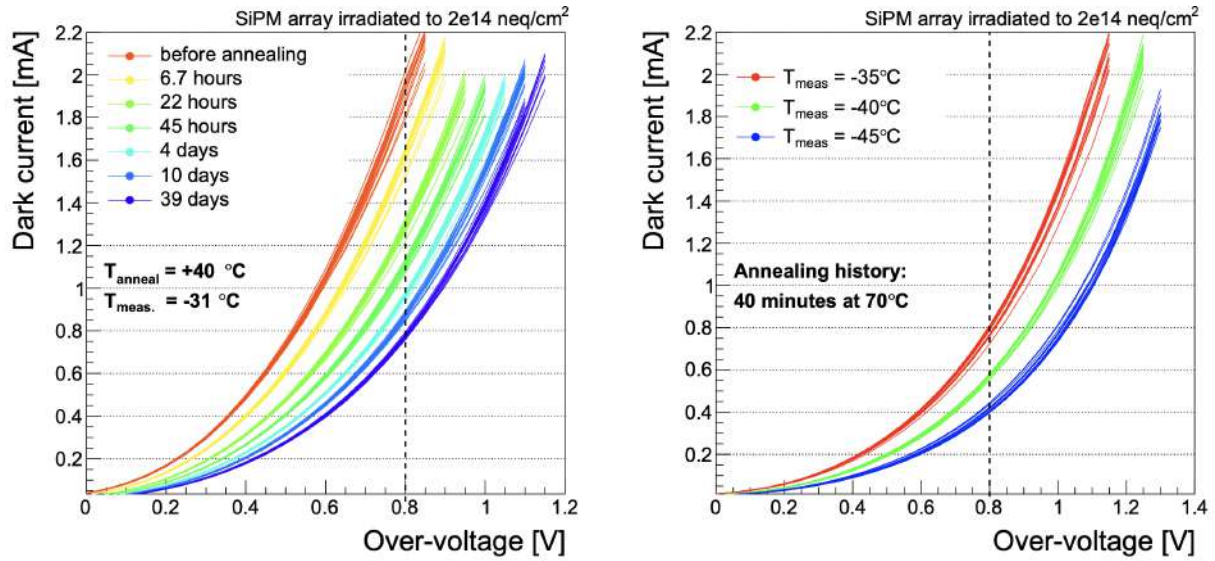 SiPM array irradiated to 2e14 neq/cm²
Dark current [mA]
2.2
2
1.8
1.6
1.4
1.2
1
0.8
0.6
0.4
0.2
before annealing
6.7 hours
22 hours
45 hours
4 days
10 days
39 days
T_anneal = +40 °C
T_meas. = -31 °C
0 0.2 0.4 0.6 0.8 1 1.2
Over-voltage [V]
SiPM array irradiated to 2e14 neq/cm²
Dark current [mA]
2.2
2
1.8
1.6
1.4
1.2
1
0.8
0.6
0.4
0.2
T_meas = -35°C
T_meas = -40°C
T_meas = -45°C
Annealing history:
40 minutes at 70°C
0 0.2 0.4 0.6 0.8 1 1.2 1.4
Over-voltage [V]